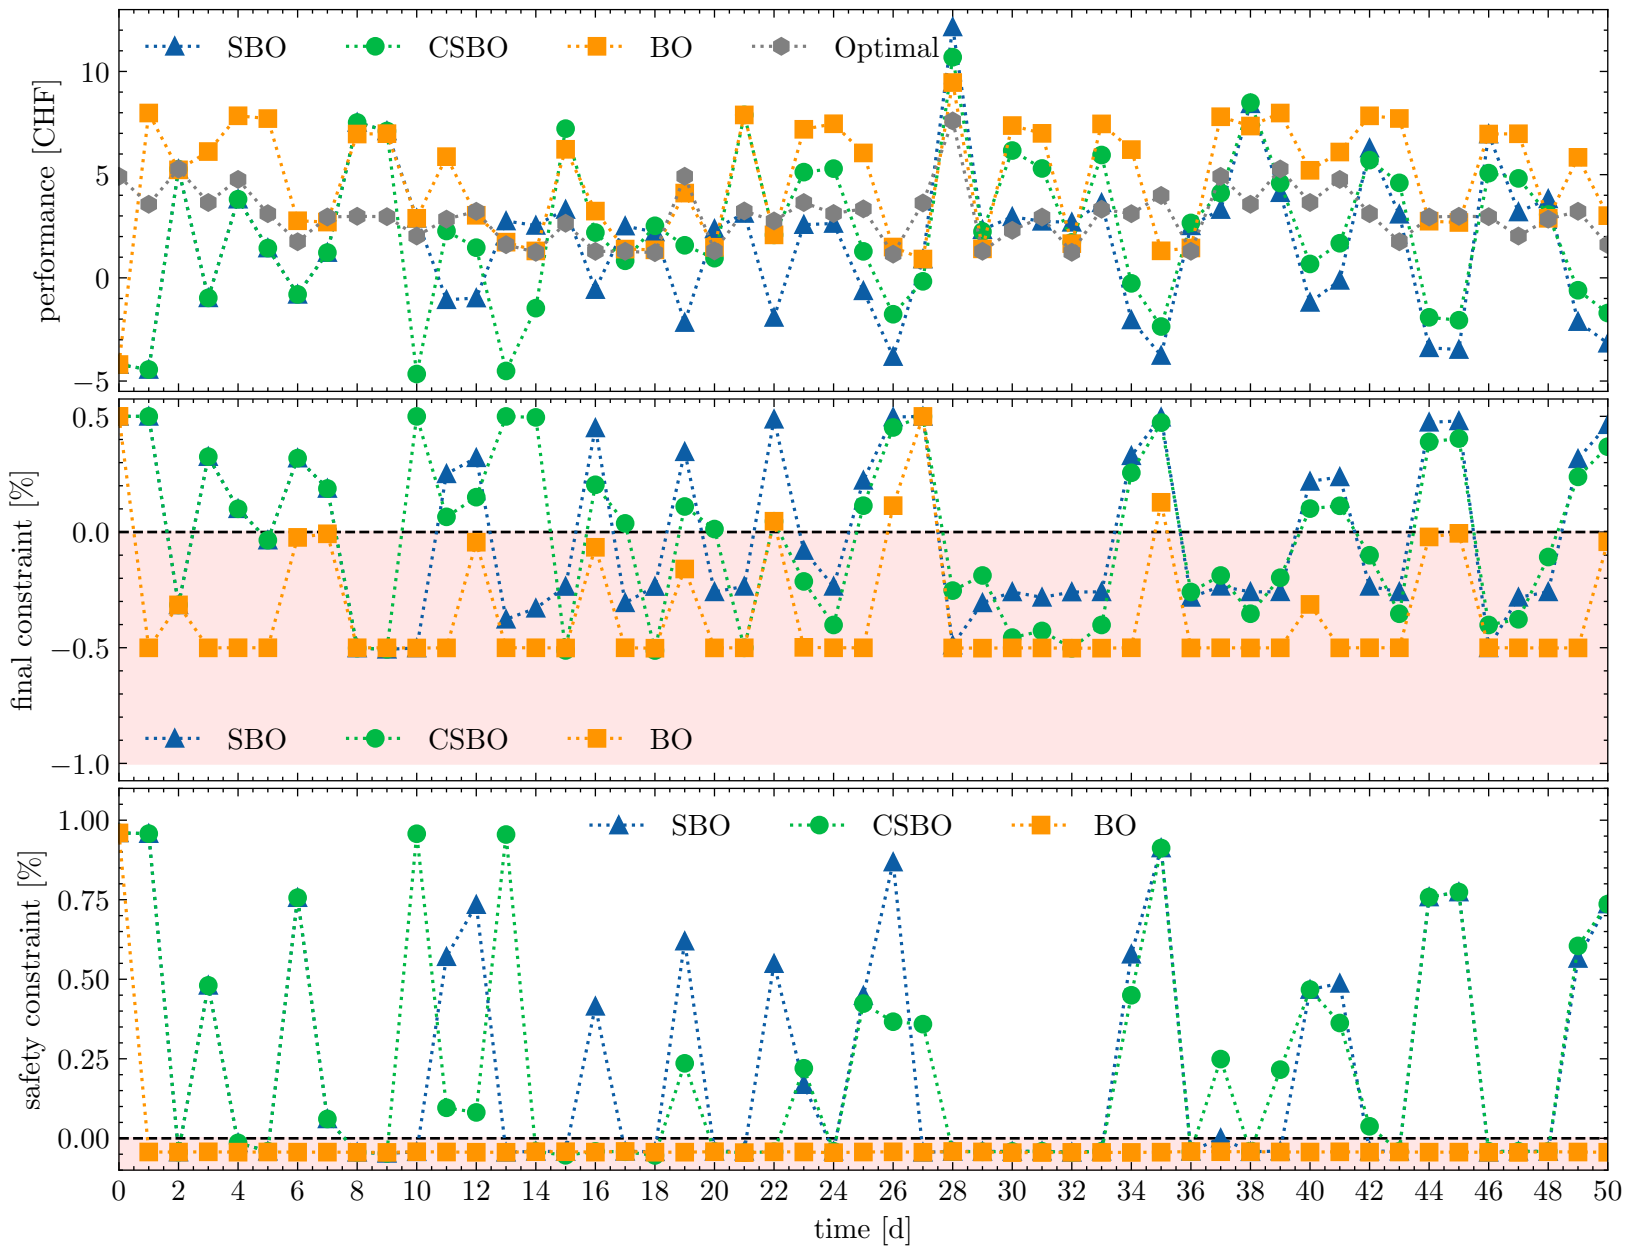 SBO CSBO BO Optimal
performance [CHF]
10
5
0
−5
final constraint [%]
0.5
0.0
−0.5
−1.0
SBO CSBO BO
safety constraint [%]
SBO CSBO BO
1.00
0.75
0.50
0.25
0.00
0 2 4 6 8 10 12 14 16 18 20 22 24 26 28 30 32 34 36 38 40 42 44 46 48 50
time [d]